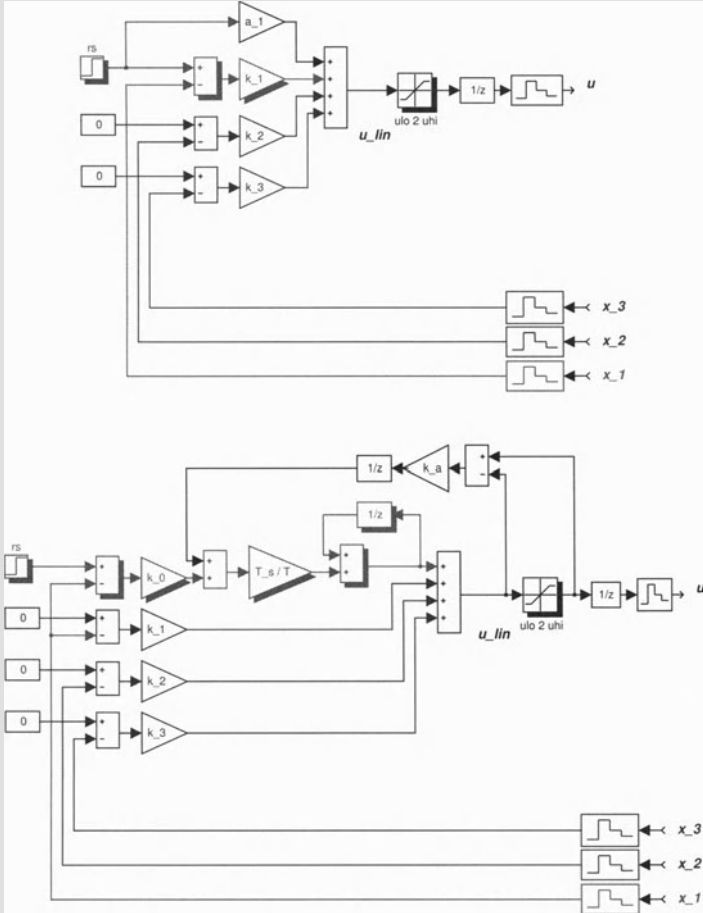 a_1
rs
+
−
k_1
+
+
+
+
1/z
u
ulo 2 uhi
0
+
−
k_2
u_lin
0
+
−
k_3
x_3
x_2
x_1
1/z
k_a
+
−
1/z
rs
+
−
k_0
+
+
T_s / T
+
+
+
+
+
+
1/z
u
ulo 2 uhi
0
+
−
k_1
u_lin
0
+
−
k_2
0
+
−
k_3
x_3
x_2
x_1